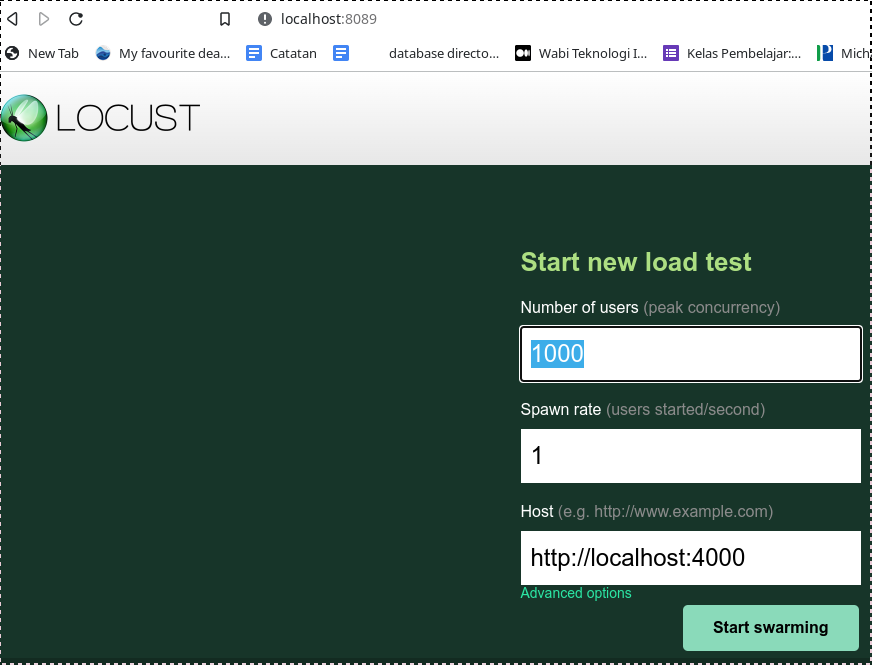 localhost:8089
New Tab My favourite dea... Catatan database directo... Wabi Teknologi I... Kelas Pembelajar:... Mich
LOCUST
Start new load test
Number of users (peak concurrency)
1000
Spawn rate (users started/second)
1
Host (e.g. http://www.example.com)
http://localhost:4000
Advanced options
Start swarming